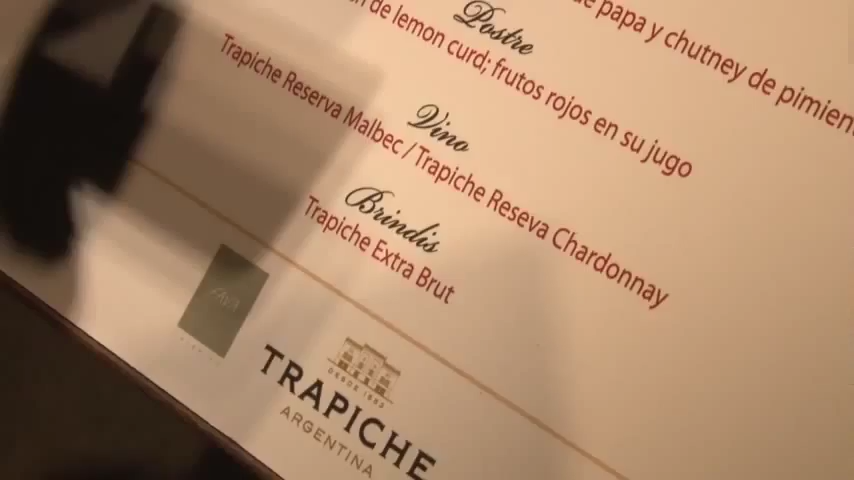 de papa y chutney de pimien
Postre
de lemon curd; frutos rojos en su jugo
Vino
Trapiche Reserva Malbec / Trapiche Reseva Chardonnay
Brindis
Trapiche Extra Brut
DESDE 1883
TRAPICHE
ARGENTINA